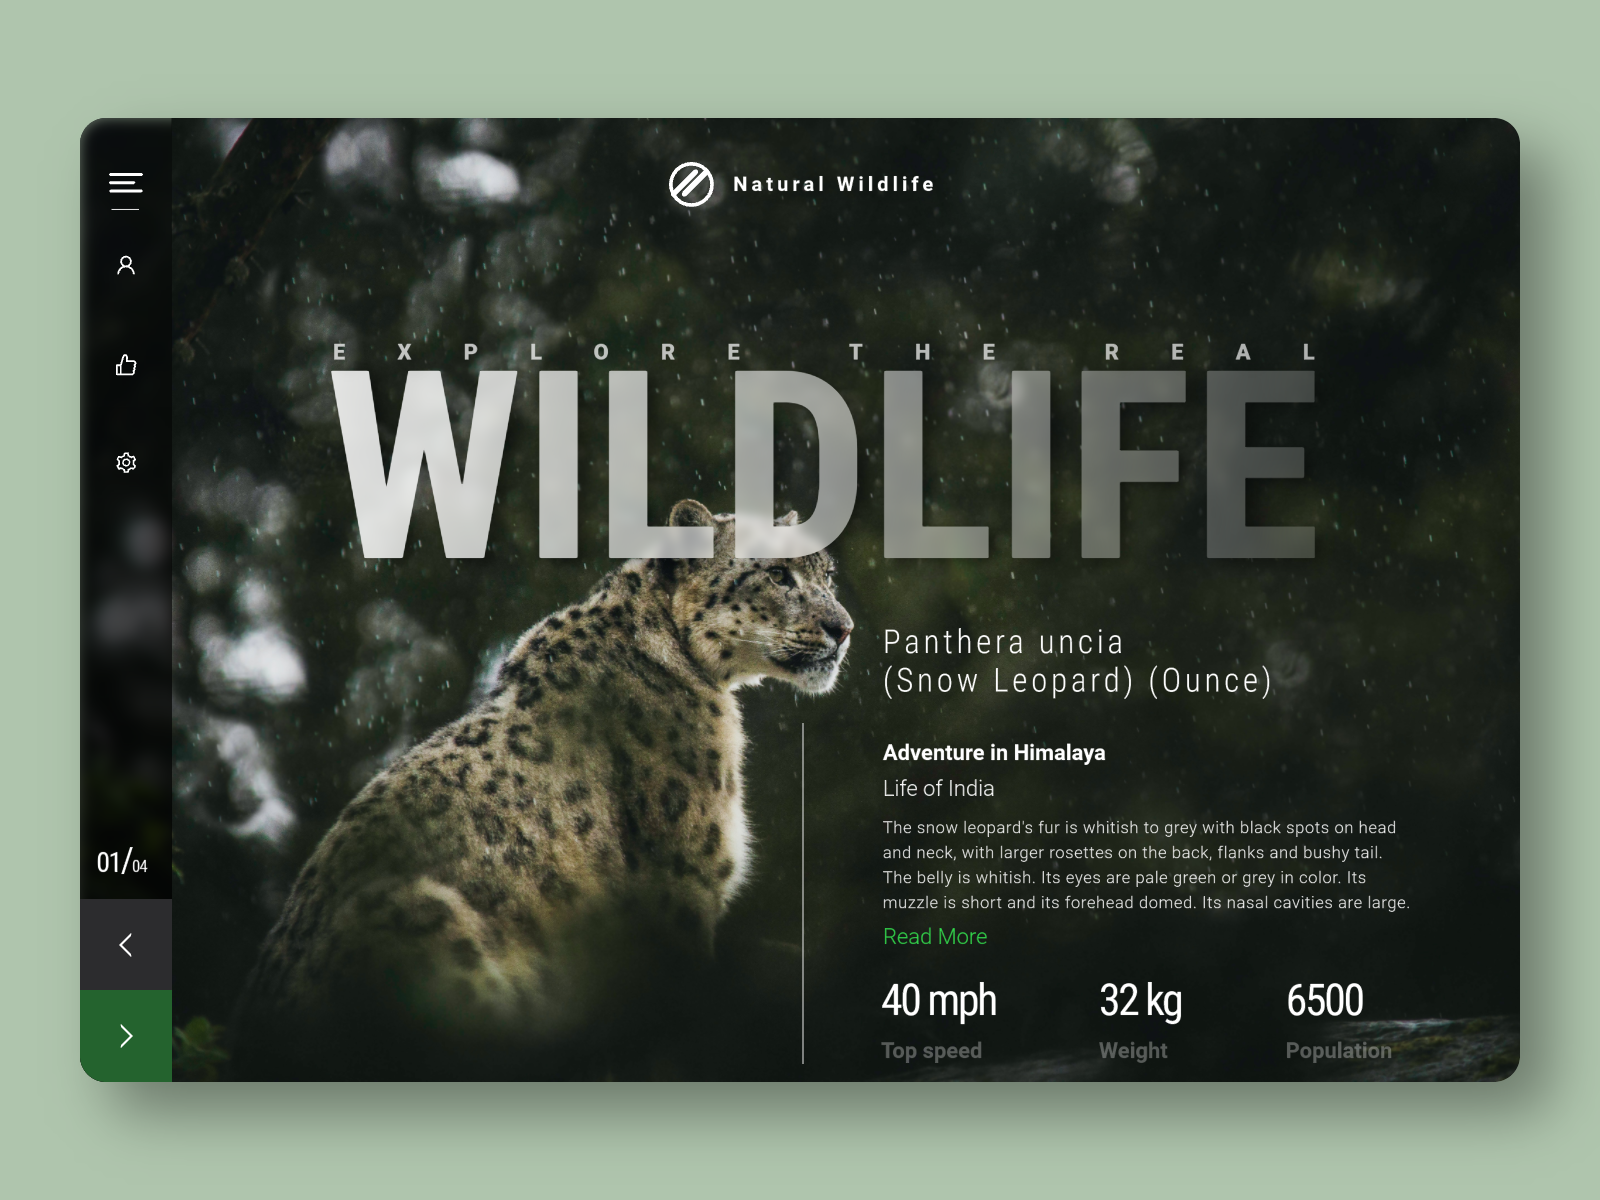 Natural Wildlife
EXPLORE THE REAL
WILDLIFE
Panthera uncia
(Snow Leopard) (Ounce)
Adventure in Himalaya
Life of India
The snow leopard's fur is whitish to grey with black spots on head
and neck, with larger rosettes on the back, flanks and bushy tail.
The belly is whitish. Its eyes are pale green or grey in color. Its
muzzle is short and its forehead domed. Its nasal cavities are large.
Read More
40 mph 32 kg 6500
Top speed Weight Population
01/04